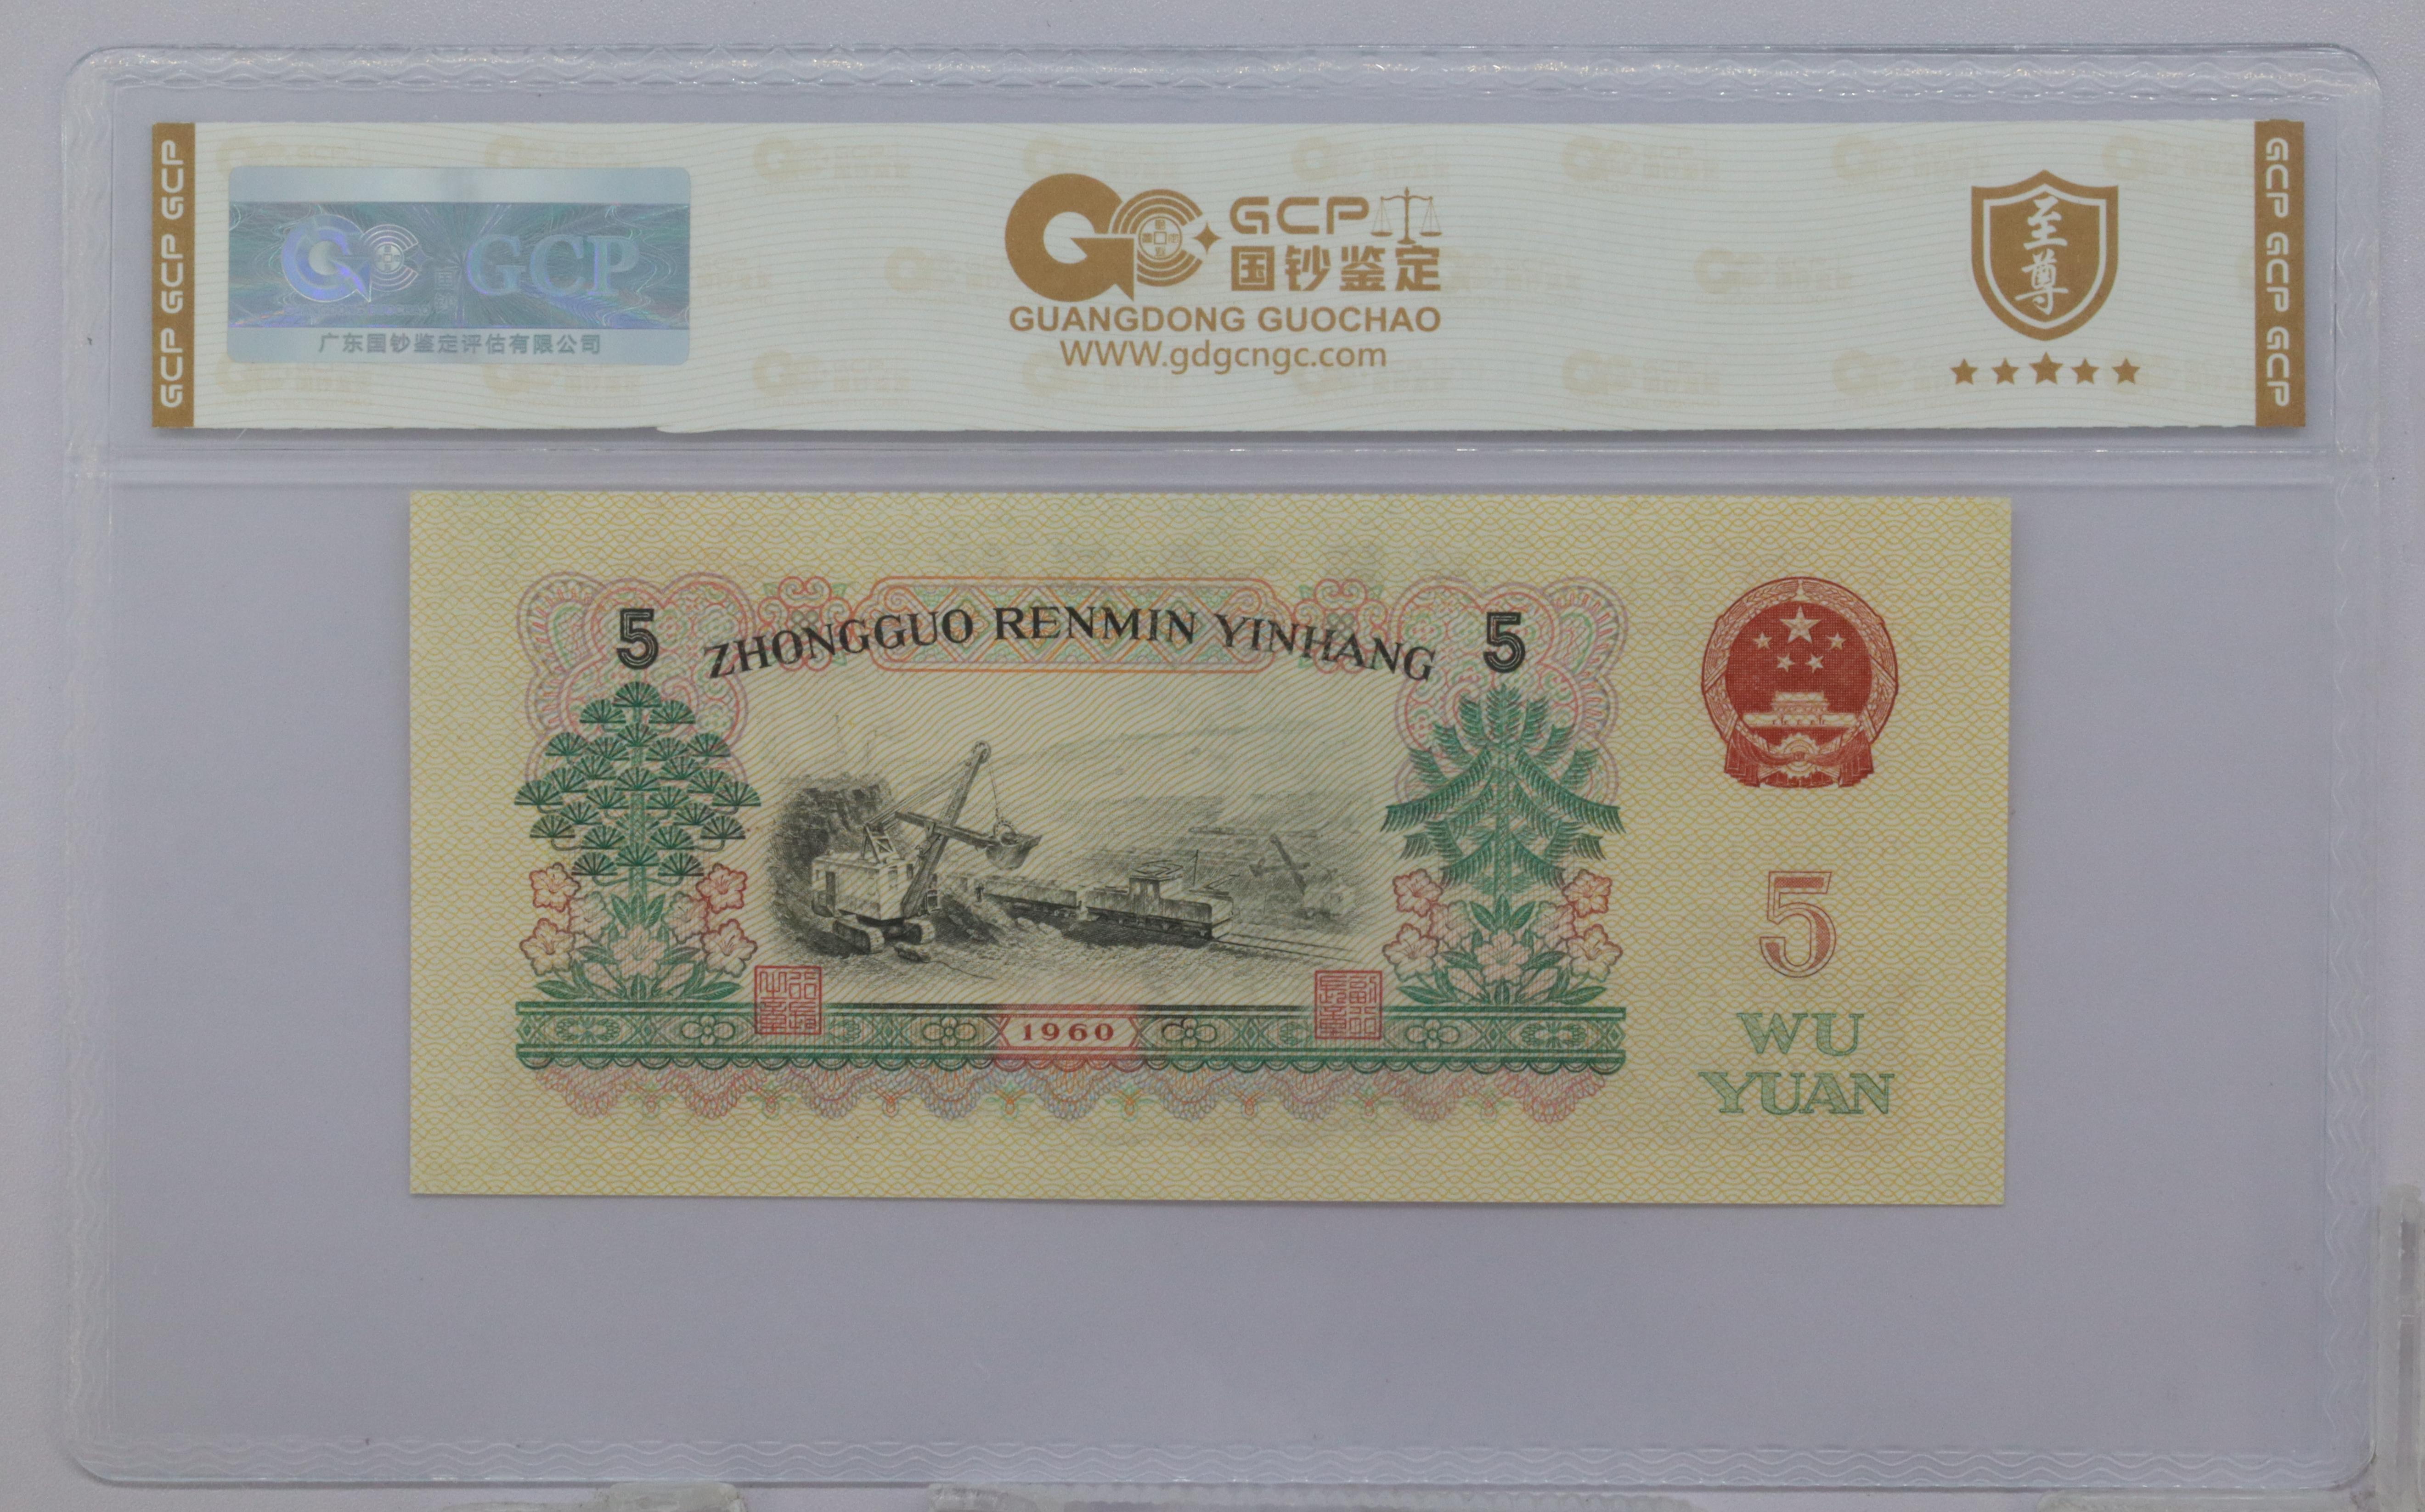 GCP GCP GCP
GCP
广东国钞鉴定评估有限公司
GCP
国钞鉴定
GUANGDONG GUOCHAO
WWW.gdgcngc.com
至
尊
GCP GCP GCP
5 ZHONGGUO RENMIN YINHANG 5
1960
5
WU
YUAN